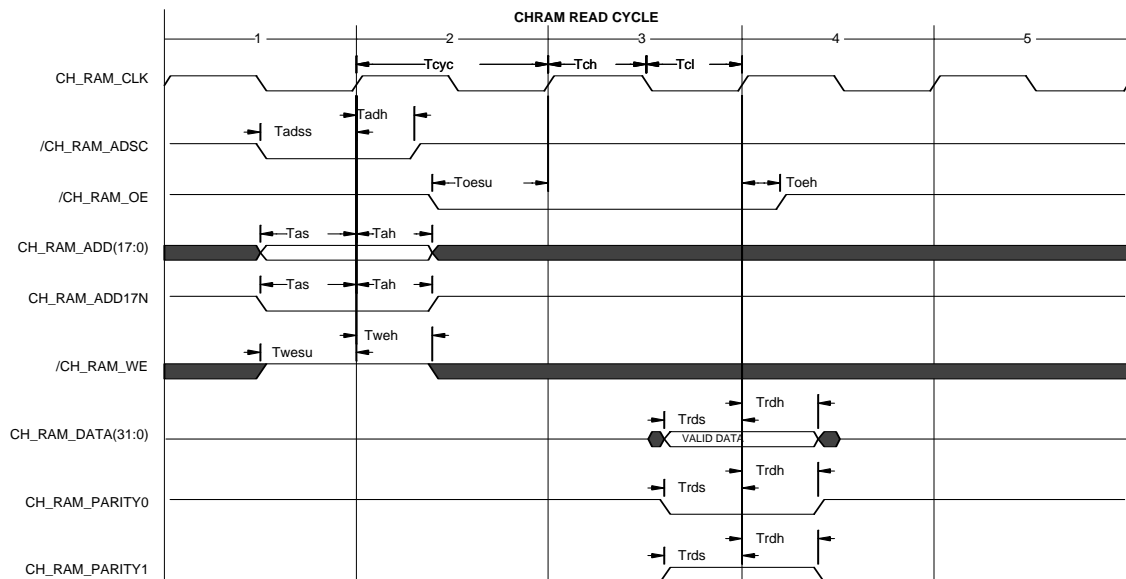 CHRAM READ CYCLE
1 2 3 4 5
CH_RAM_CLK Tcyc Tch Tcl
Tadh
Tadss
/CH_RAM_ADSC
Toesu Toeh
/CH_RAM_OE
Tas Tah
CH_RAM_ADD(17:0)
Tas Tah
CH_RAM_ADD17N
Tweh
Twesu
/CH_RAM_WE
Trdh
Trds
CH_RAM_DATA(31:0) VALID DATA
Trdh
Trds
CH_RAM_PARITY0
Trdh
Trds
CH_RAM_PARITY1